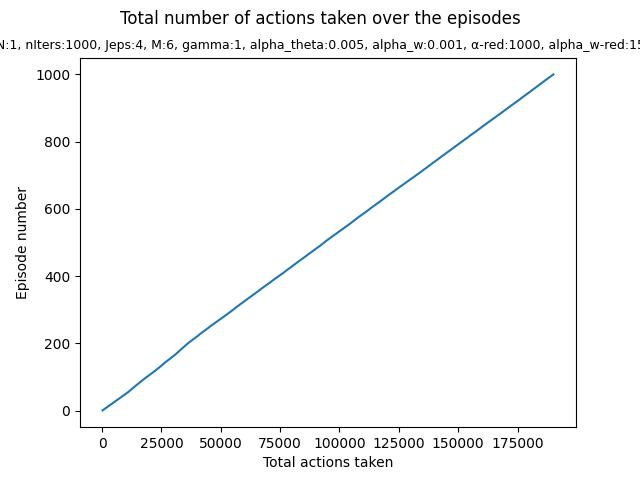 Total number of actions taken over the episodes
N:1, nIters:1000, Jeps:4, M:6, gamma:1, alpha_theta:0.005, alpha_w:0.001, α-red:1000, alpha_w-red:15
1000
800
600
400
200
0
Episode number
0 25000 50000 75000 100000 125000 150000 175000
Total actions taken